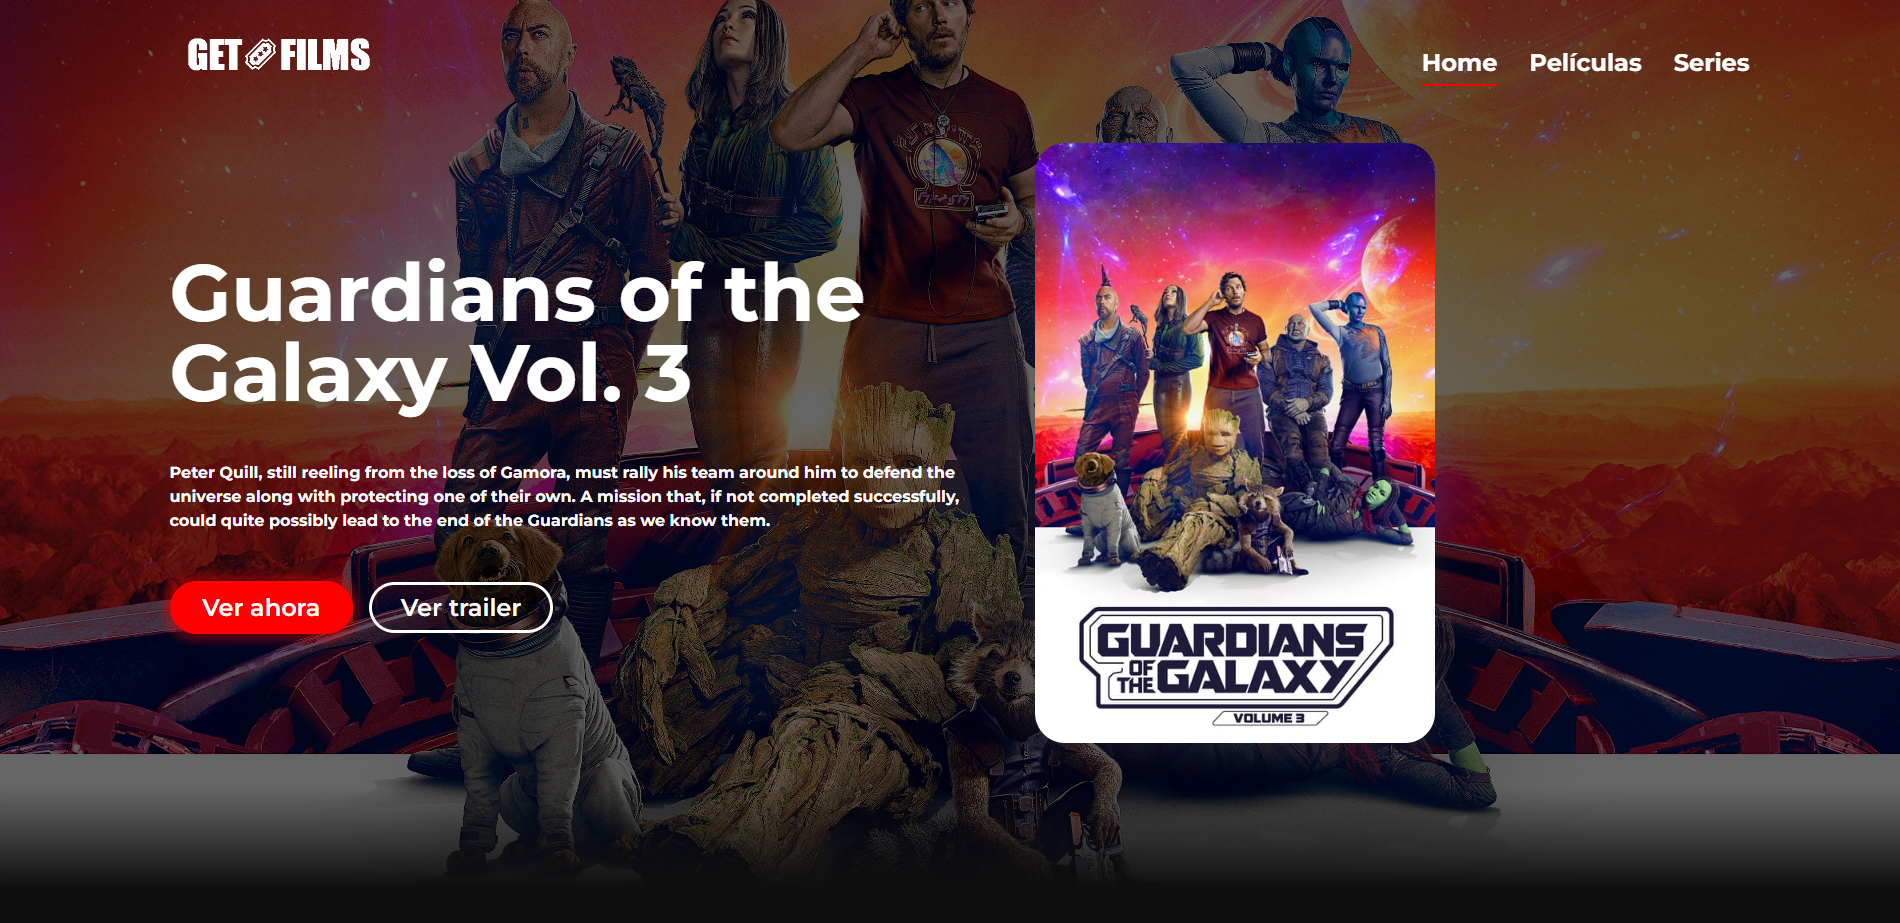 GET FILMS
Home Películas Series
Guardians of the
Galaxy Vol. 3
Peter Quill, still reeling from the loss of Gamora, must rally his team around him to defend the
universe along with protecting one of their own. A mission that, if not completed successfully,
could quite possibly lead to the end of the Guardians as we know them.
Ver ahora Ver trailer
GUARDIANS
OF THE GALAXY
VOLUME 3